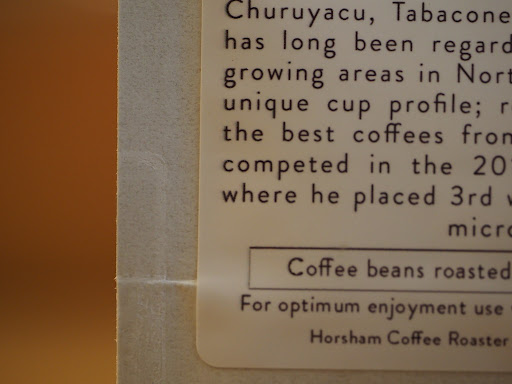 Churuyacu, Tabacone
has long been regard
growing areas in Nort
unique cup profile; r
the best coffees from
competed in the 20
where he placed 3rd
micro
Coffee beans roasted
For optimum enjoyment use
Horsham Coffee Roaster